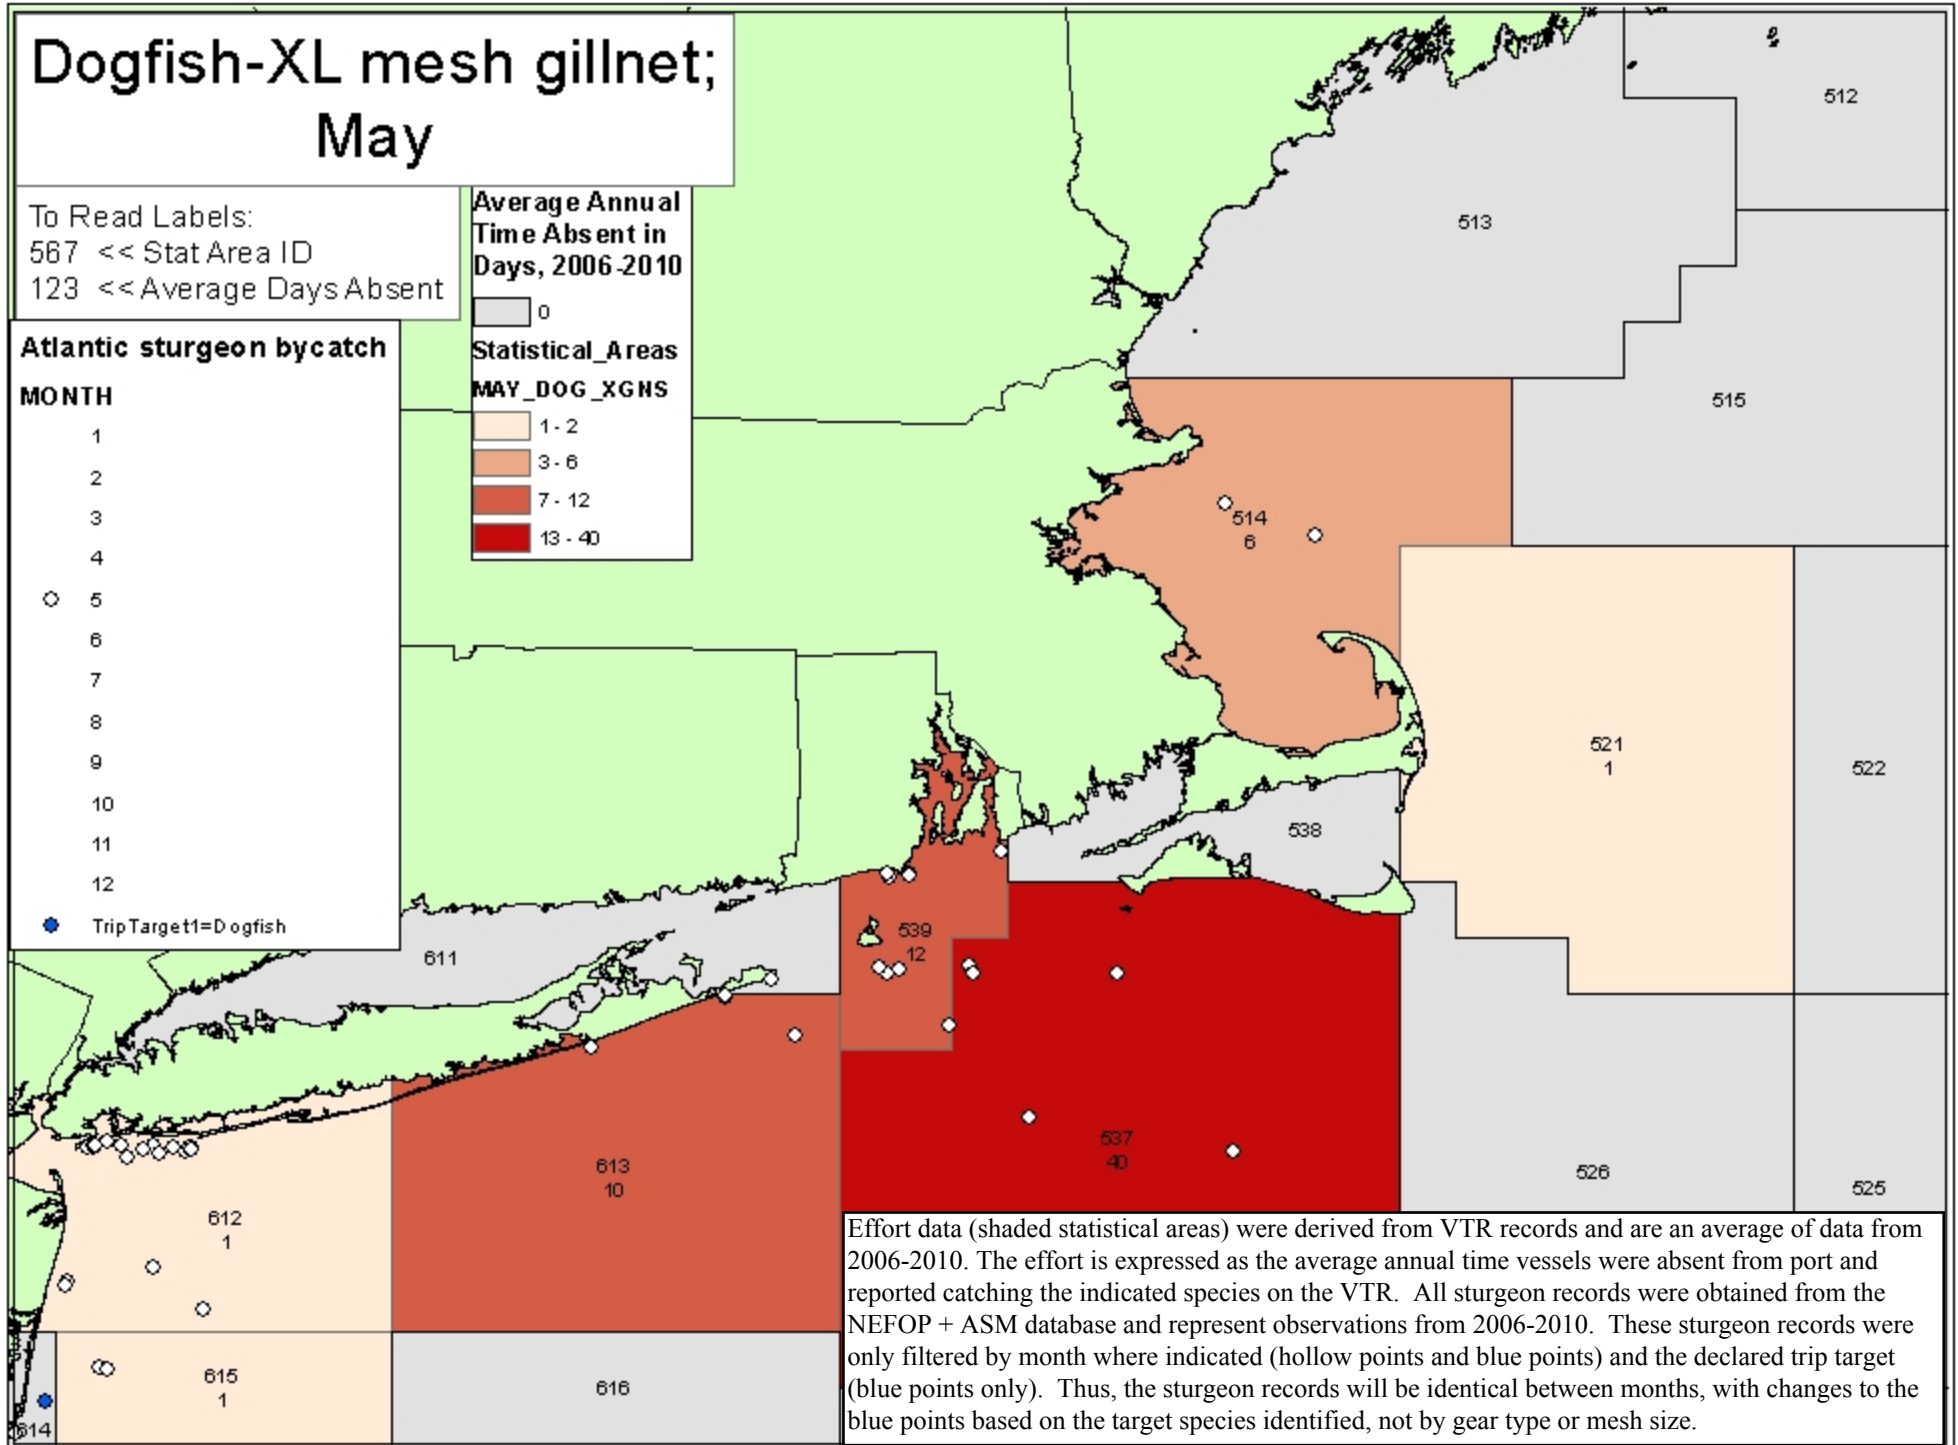 Dogfish-XL mesh gillnet;
May
To Read Labels:
567 << Stat Area ID
123 << Average Days Absent
Average Annual
Time Absent in
Days, 2006-2010
0
Statistical_Areas
MAY_DOG_XGNS
1 - 2
3 - 6
7 - 12
13 - 40
Atlantic sturgeon bycatch
MONTH
1
2
3
4
5
6
7
8
9
10
11
12
TripTarget1=Dogfish
512
513
515
514
6
521
1
522
538
539
12
611
537
40
526
525
613
10
612
1
615
1
616
614
Effort data (shaded statistical areas) were derived from VTR records and are an average of data from
2006-2010. The effort is expressed as the average annual time vessels were absent from port and
reported catching the indicated species on the VTR.  All sturgeon records were obtained from the
NEFOP + ASM database and represent observations from 2006-2010.  These sturgeon records were
only filtered by month where indicated (hollow points and blue points) and the declared trip target
(blue points only).  Thus, the sturgeon records will be identical between months, with changes to the
blue points based on the target species identified, not by gear type or mesh size.